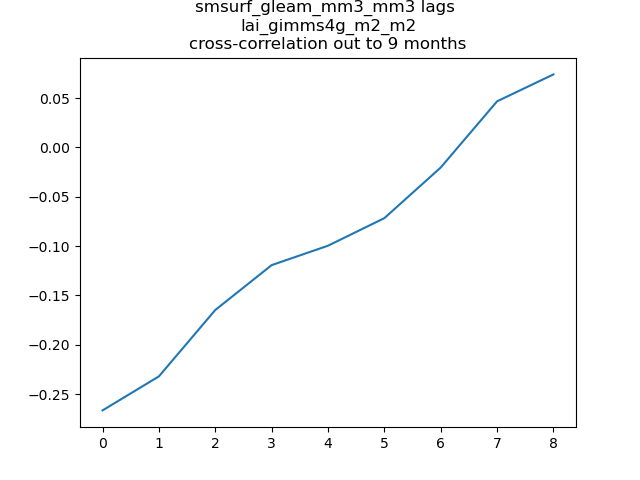 smsurf_gleam_mm3_mm3 lags
lai_gimms4g_m2_m2
cross-correlation out to 9 months
0.05
0.00
−0.05
−0.10
−0.15
−0.20
−0.25
0 1 2 3 4 5 6 7 8